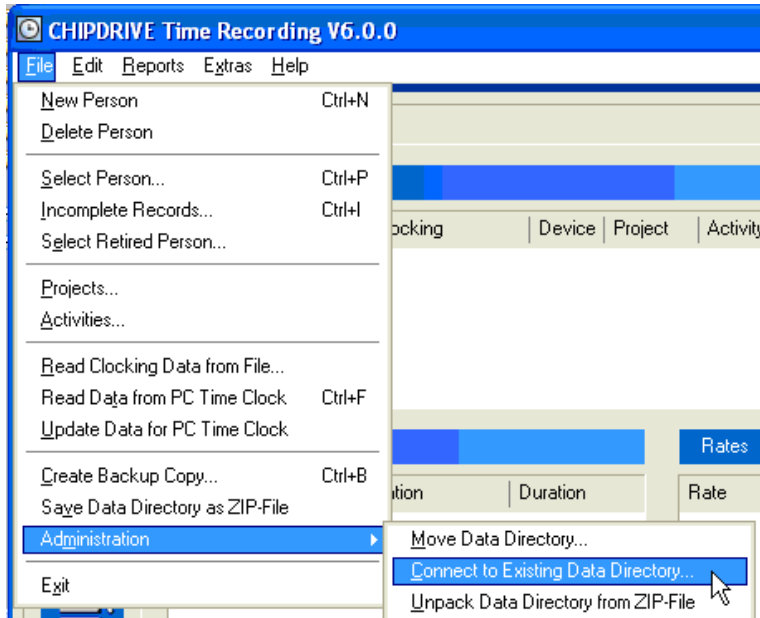 CHIPDRIVE Time Recording V6.0.0
File Edit Reports Extras Help
New Person Ctrl+N
Delete Person
Select Person... Ctrl+P
Incomplete Records... Ctrl+I
Select Retired Person...
ocking Device Project Activity
Projects...
Activities...
Read Clocking Data from File...
Read Data from PC Time Clock Ctrl+F
Update Data for PC Time Clock
Rates
Create Backup Copy... Ctrl+B
tion Duration Rate
Save Data Directory as ZIP-File
Administration
Move Data Directory...
Connect to Existing Data Directory...
Exit
Unpack Data Directory from ZIP-File